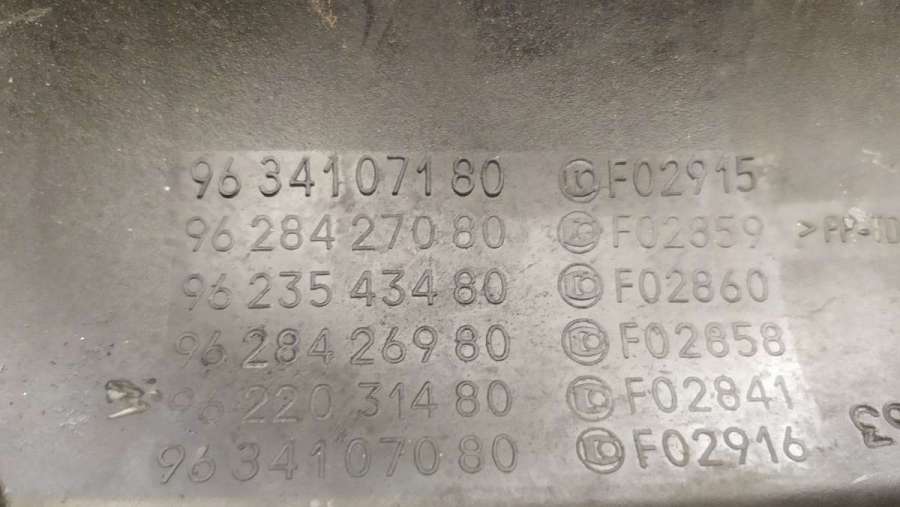 96 341 071 80 F02915
96 284 270 80 F02859 >PP-TD
96 235 434 80 F02860
96 284 269 80 F02858
96 220 314 80 F02841
96 341 070 80 F02916